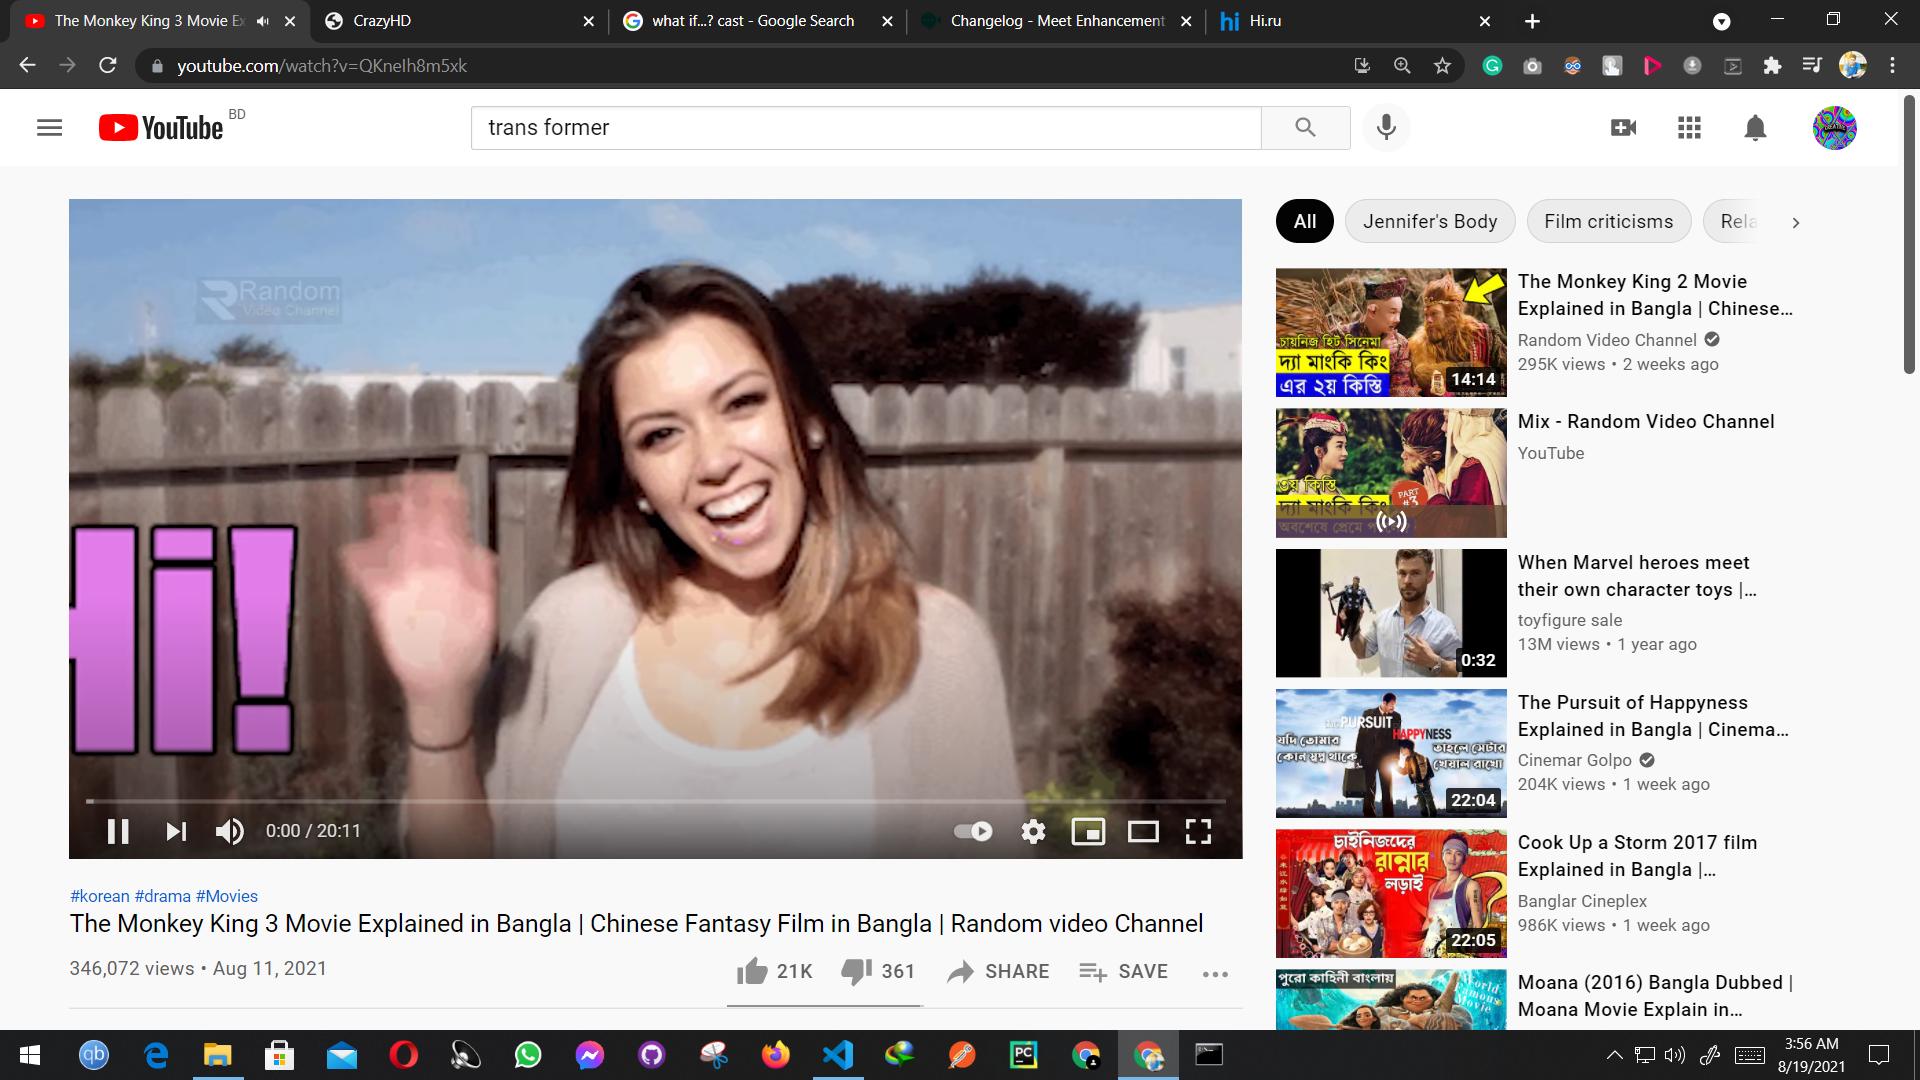 The Monkey King 3 Movie Ex
CrazyHD
what if...? cast - Google Search
Changelog - Meet Enhancement
hi Hi.ru
youtube.com/watch?v=QKneIh8m5xk
YouTube BD
trans former
Random
Video Channel
Hi!
0:00 / 20:11
#korean #drama #Movies
The Monkey King 3 Movie Explained in Bangla | Chinese Fantasy Film in Bangla | Random video Channel
346,072 views • Aug 11, 2021
21K 361 SHARE SAVE
All Jennifer's Body Film criticisms Rela
চায়নিজ হিট সিনেমা
দ্যা মাংকি কিং
এর ২য় কিস্তি
14:14
The Monkey King 2 Movie
Explained in Bangla | Chinese...
Random Video Channel
295K views • 2 weeks ago
৩য় কিস্তি
দ্যা মাংকি কিং
PART
#3
Mix - Random Video Channel
YouTube
0:32
When Marvel heroes meet
their own character toys |...
toyfigure sale
13M views • 1 year ago
PURSUIT
HAPPYNESS
যদি তোমার
কোন স্বপ্ন থাকে
তাহলে সেটার
খেয়াল রাখো
22:04
The Pursuit of Happyness
Explained in Bangla | Cinema...
Cinemar Golpo
204K views • 1 week ago
চাইনিজদের
রান্নার
লড়াই
22:05
Cook Up a Storm 2017 film
Explained in Bangla |...
Banglar Cineplex
986K views • 1 week ago
পুরো কাহিনী বাংলায়
World
Famous
Movie
Moana (2016) Bangla Dubbed |
Moana Movie Explain in...
qb
PC
3:56 AM
8/19/2021